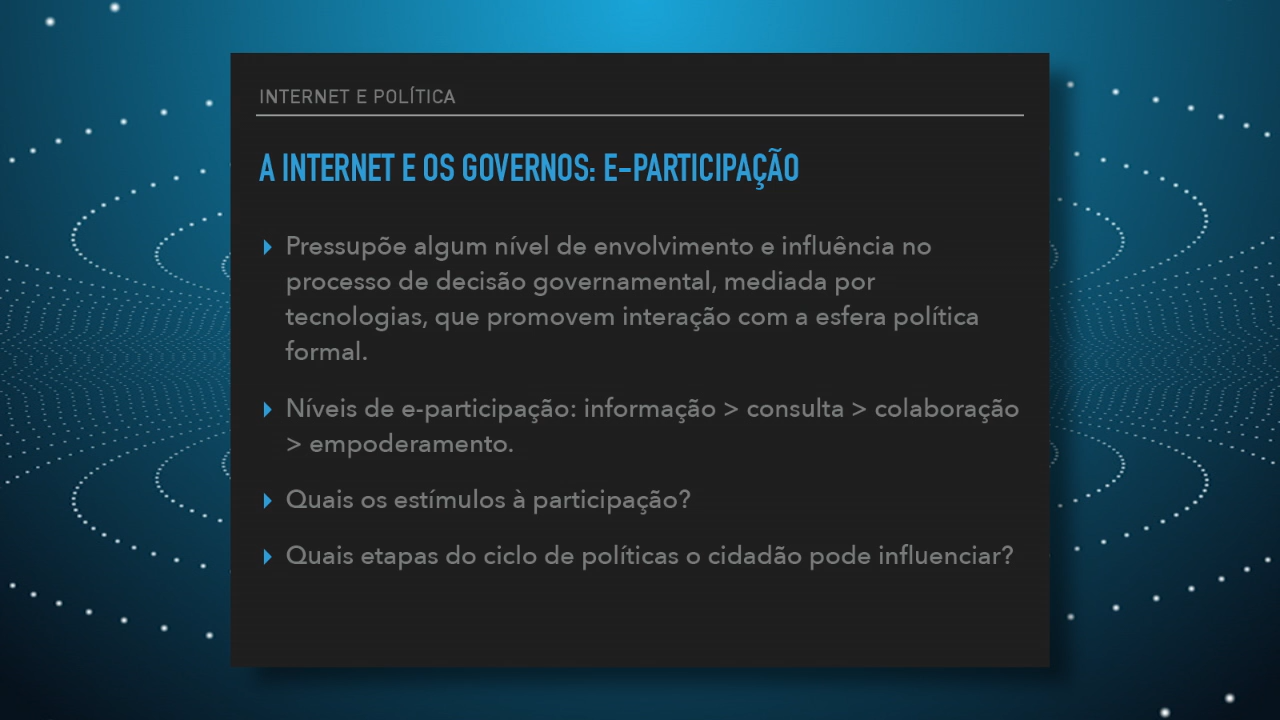 INTERNET E POLÍTICA
A INTERNET E OS GOVERNOS: E-PARTICIPAÇÃO
Pressupõe algum nível de envolvimento e influência no
processo de decisão governamental, mediada por
tecnologias, que promovem interação com a esfera política
formal.
Níveis de e-participação: informação > consulta > colaboração
> empoderamento.
Quais os estímulos à participação?
Quais etapas do ciclo de políticas o cidadão pode influenciar?